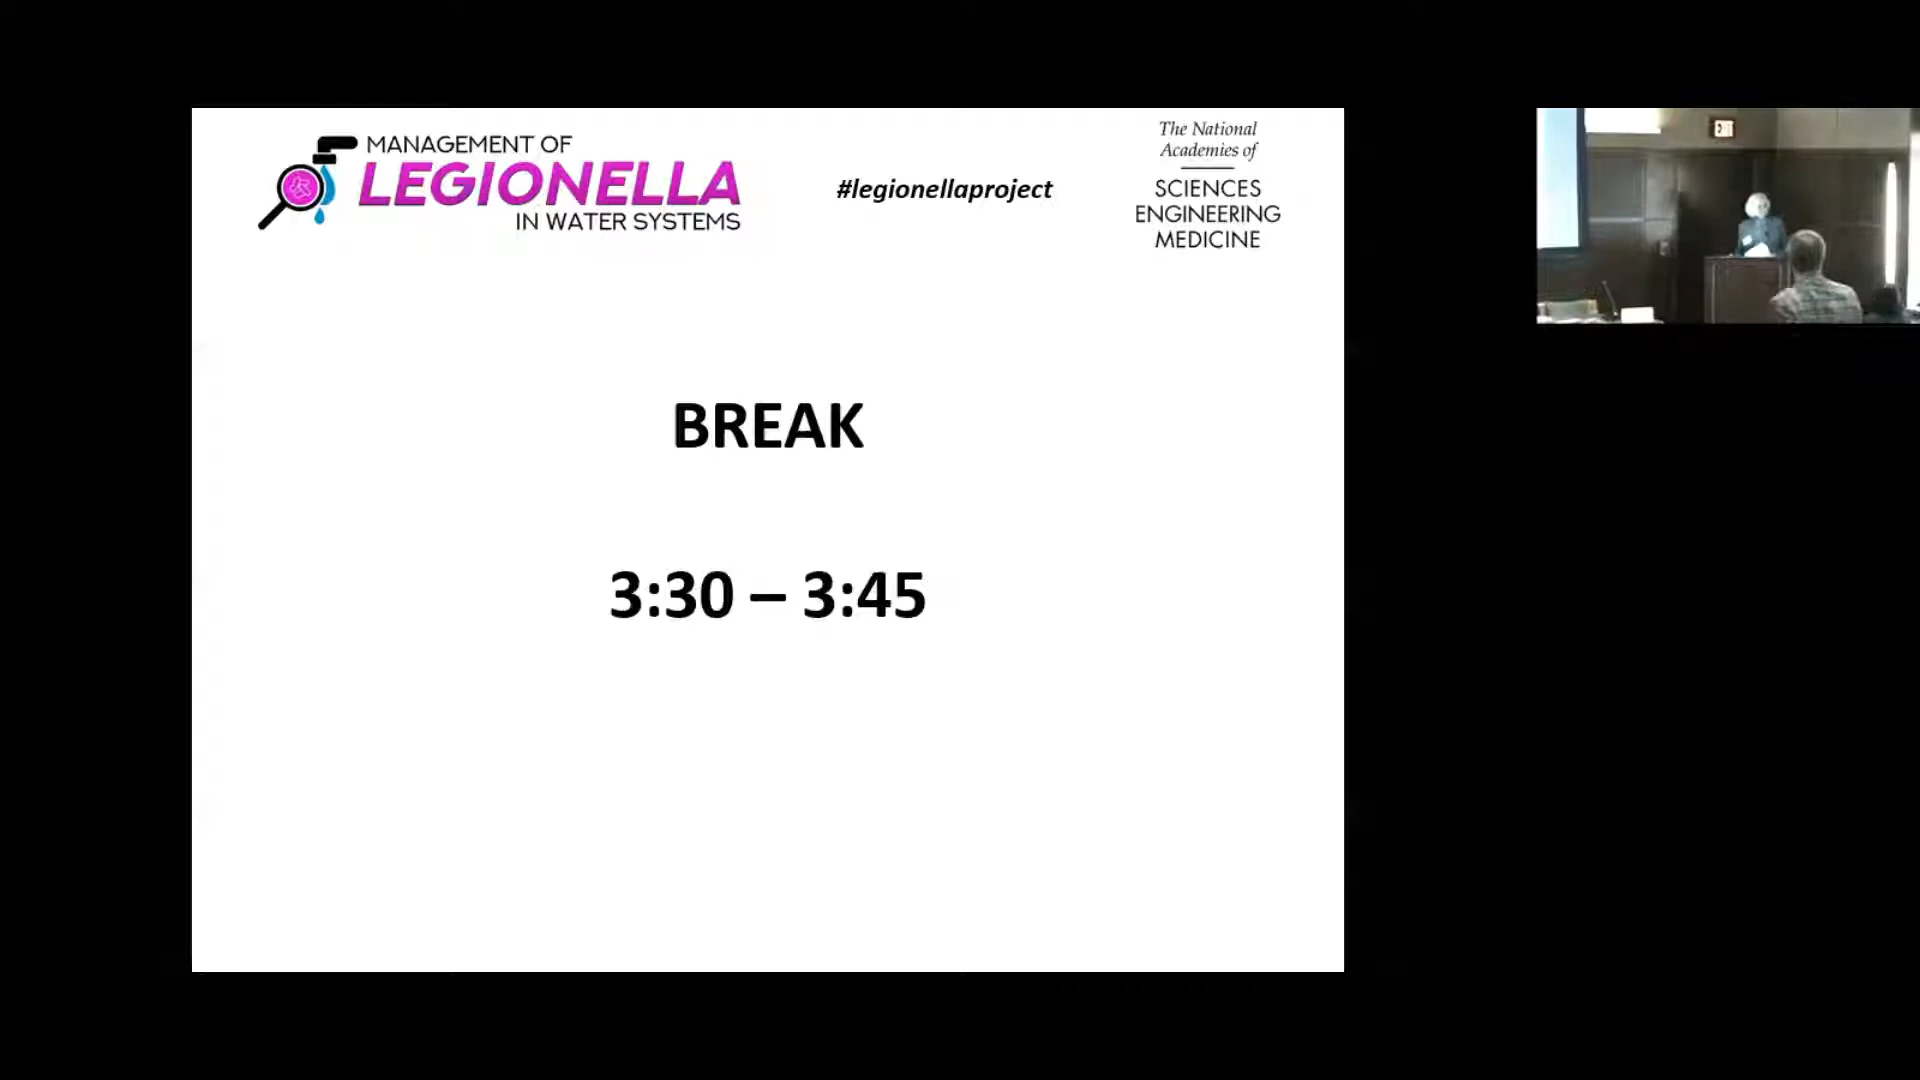 MANAGEMENT OF
LEGIONELLA
IN WATER SYSTEMS
#legionellaproject
The National
Academies of
SCIENCES
ENGINEERING
MEDICINE
BREAK
3:30 – 3:45
EXIT